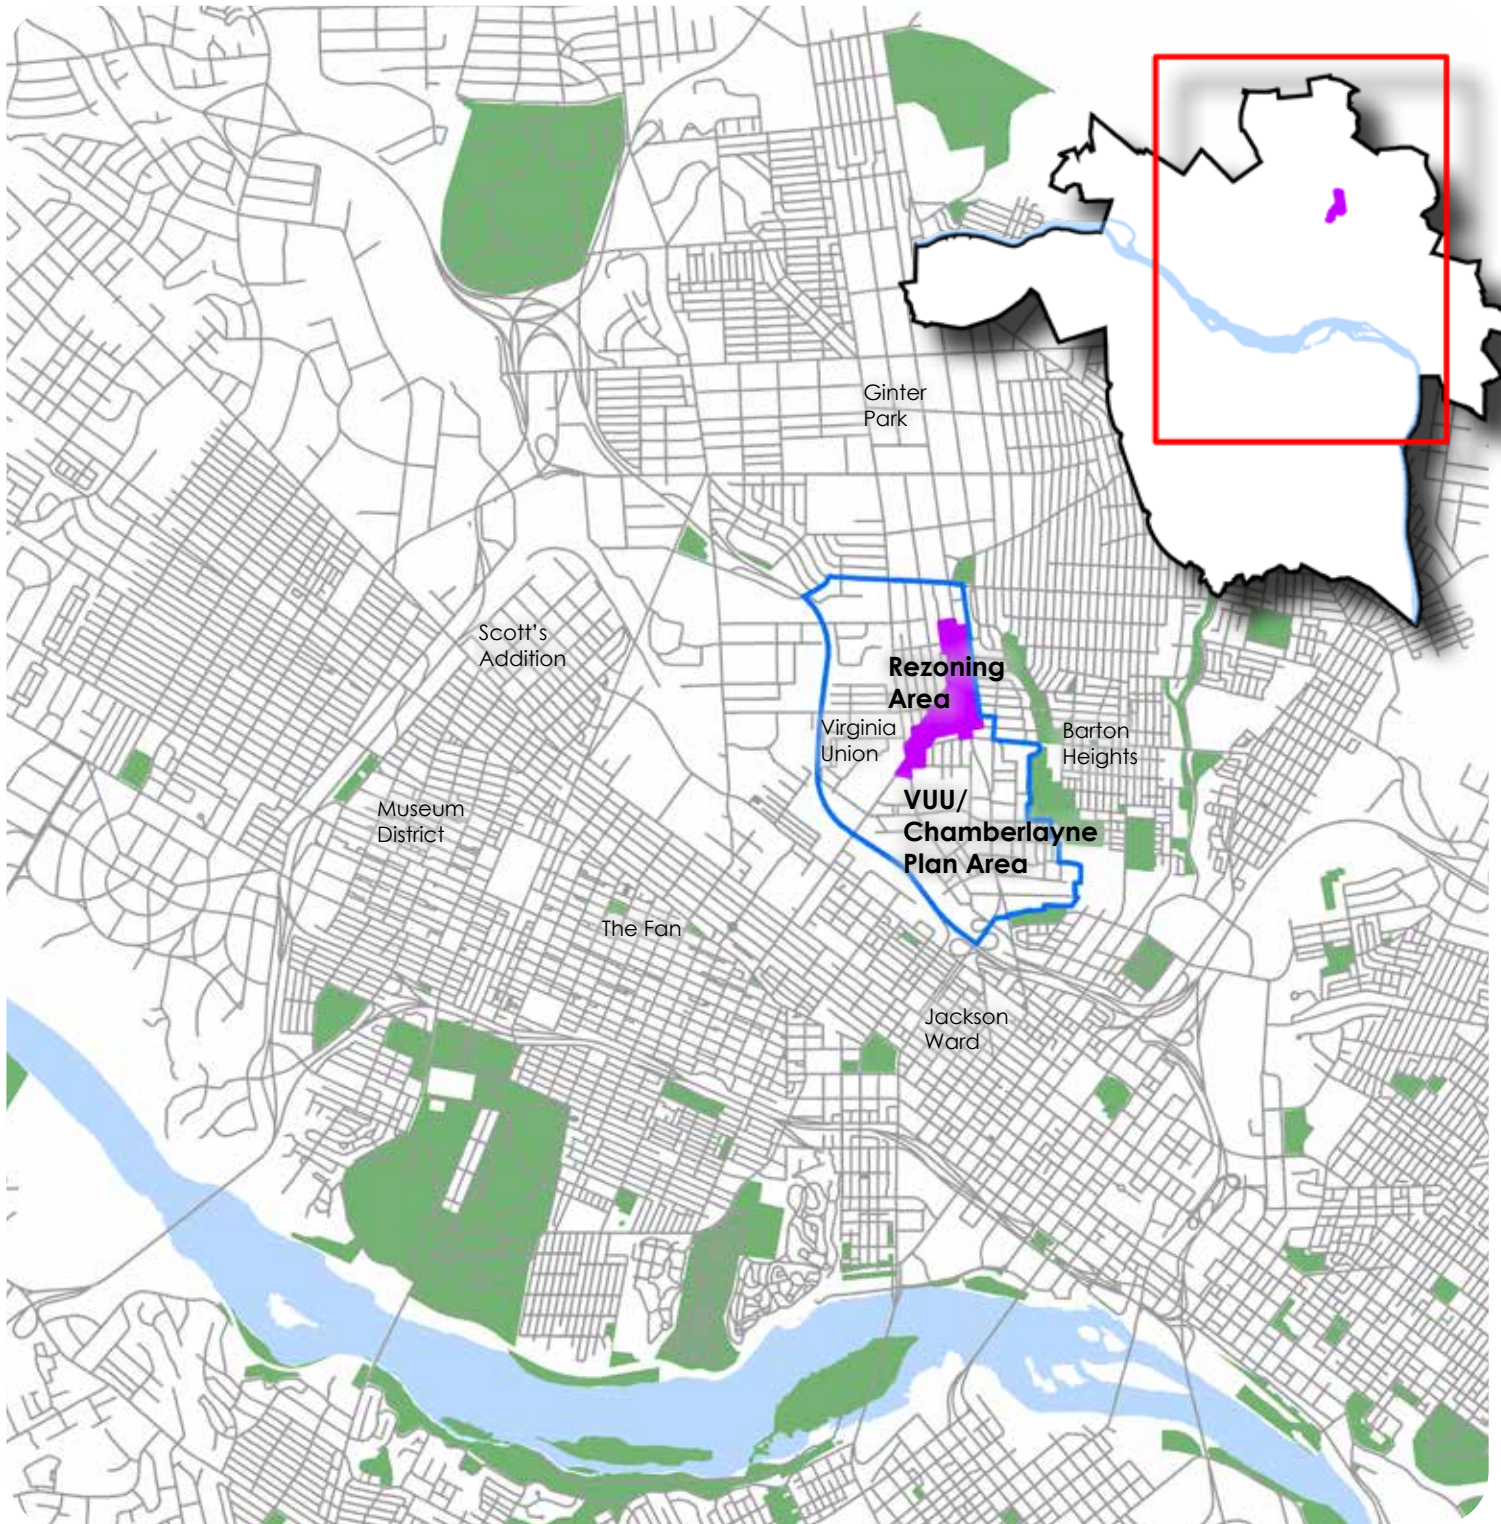 Ginter
Park
Scott's
Addition
Rezoning
Area
Virginia
Union
Barton
Heights
VUU/
Chamberlayne
Plan Area
Museum
District
The Fan
Jackson
Ward